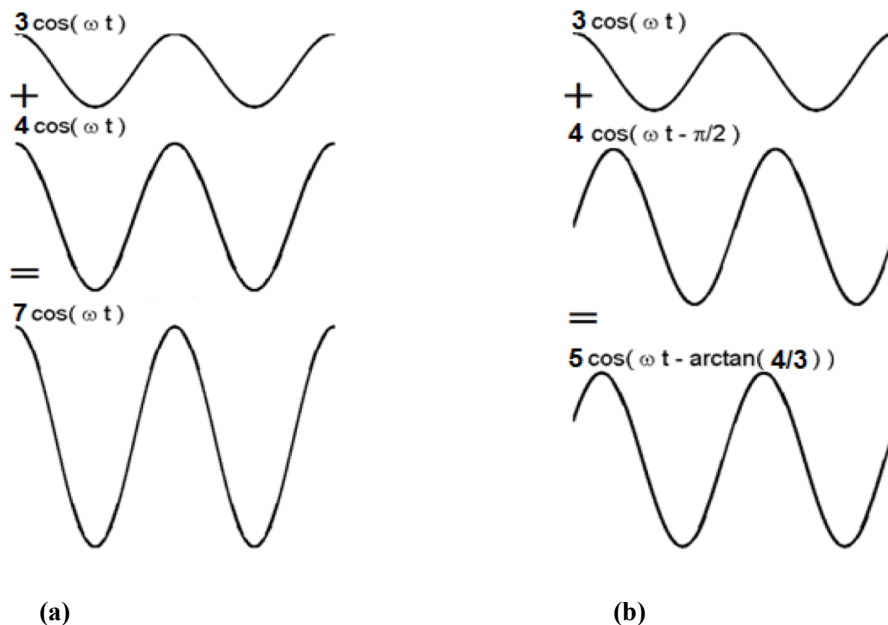 3 cos( ω t )
+
4 cos( ω t )
=
7 cos( ω t )
(a)
3 cos( ω t )
+
4 cos( ω t - π/2 )
=
5 cos( ω t - arctan( 4/3 ) )
(b)